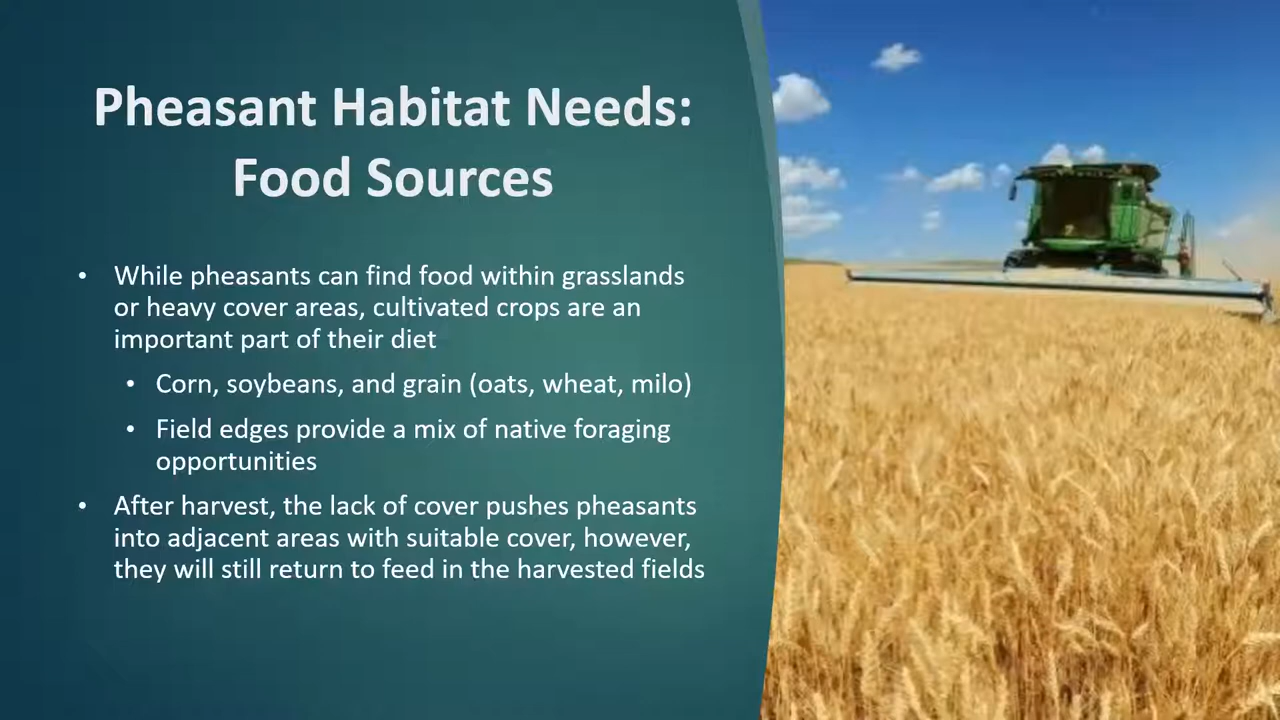 Pheasant Habitat Needs:
Food Sources
• While pheasants can find food within grasslands
or heavy cover areas, cultivated crops are an
important part of their diet
• Corn, soybeans, and grain (oats, wheat, milo)
• Field edges provide a mix of native foraging
opportunities
• After harvest, the lack of cover pushes pheasants
into adjacent areas with suitable cover, however,
they will still return to feed in the harvested fields